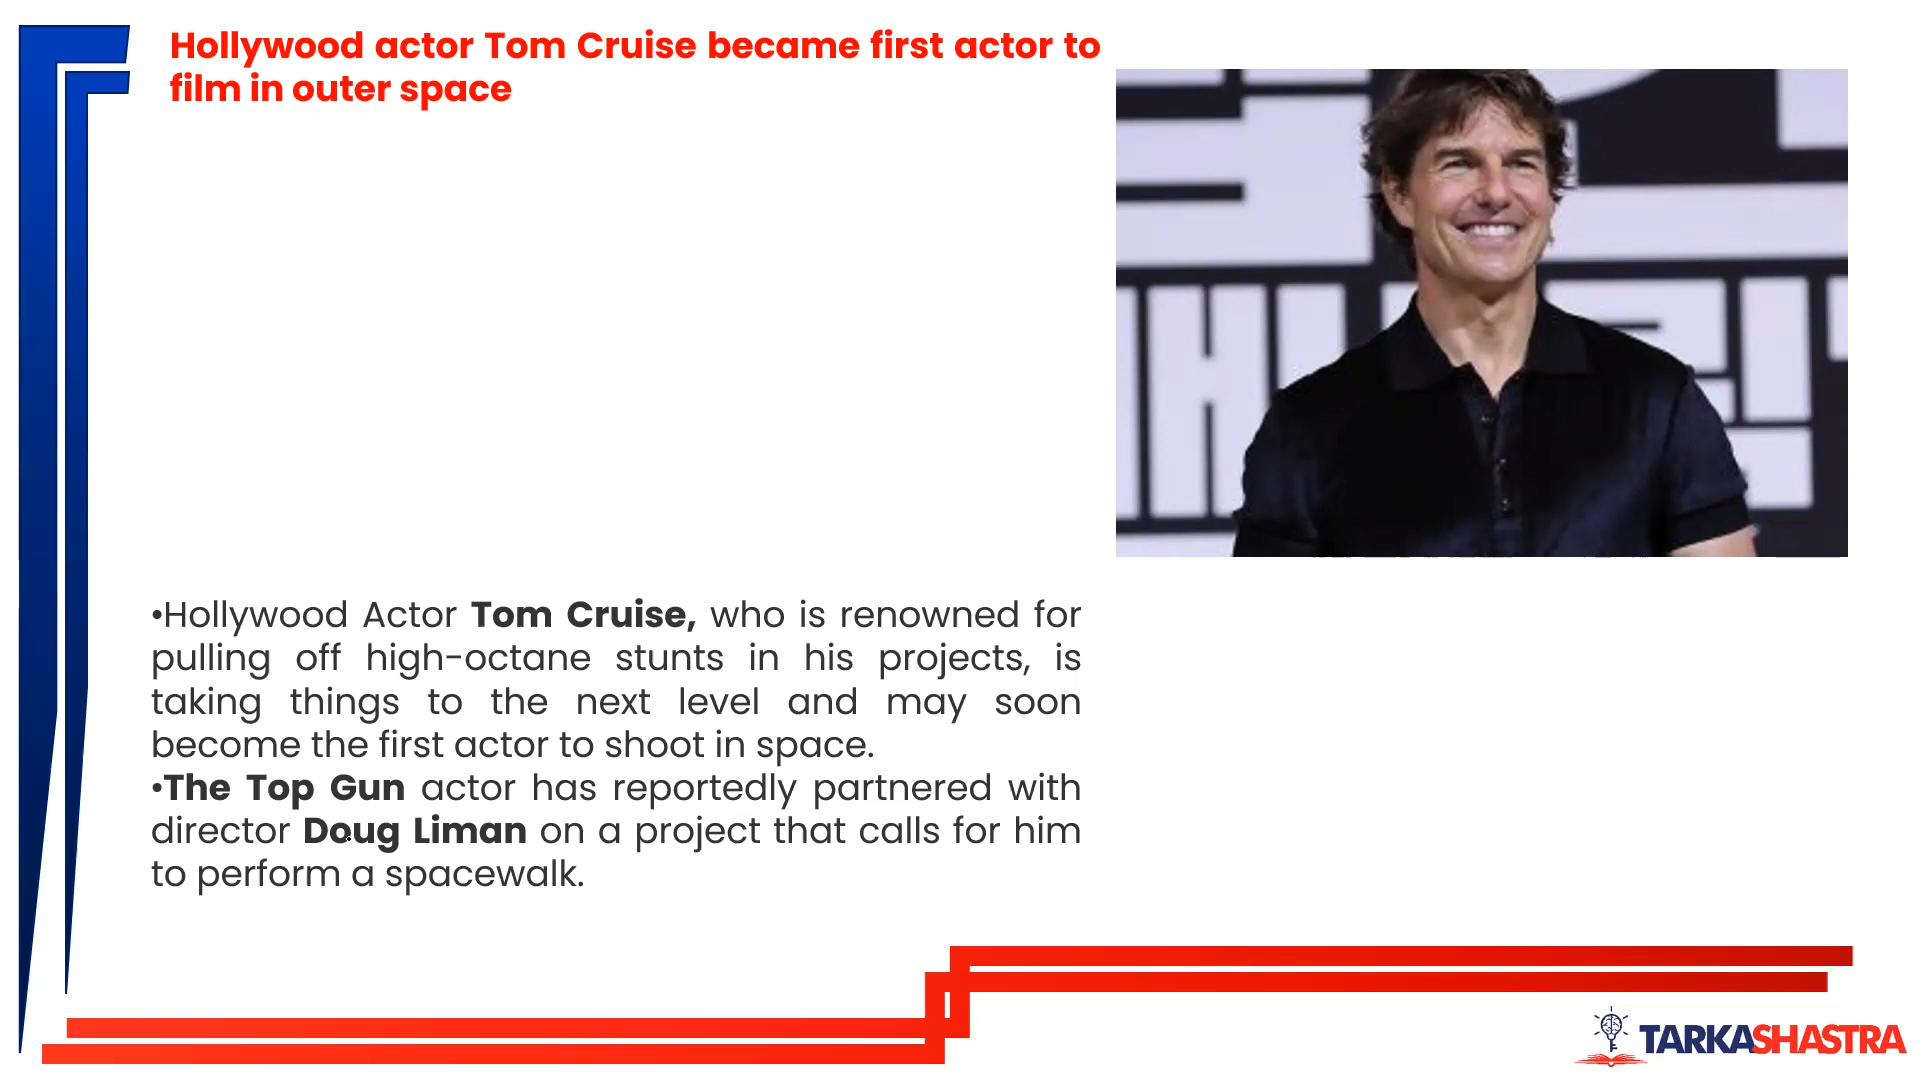 Hollywood actor Tom Cruise became first actor to
film in outer space
•Hollywood Actor Tom Cruise, who is renowned for
pulling off high-octane stunts in his projects, is
taking things to the next level and may soon
become the first actor to shoot in space.
•The Top Gun actor has reportedly partnered with
director Doug Liman on a project that calls for him
to perform a spacewalk.
TARKASHASTRA